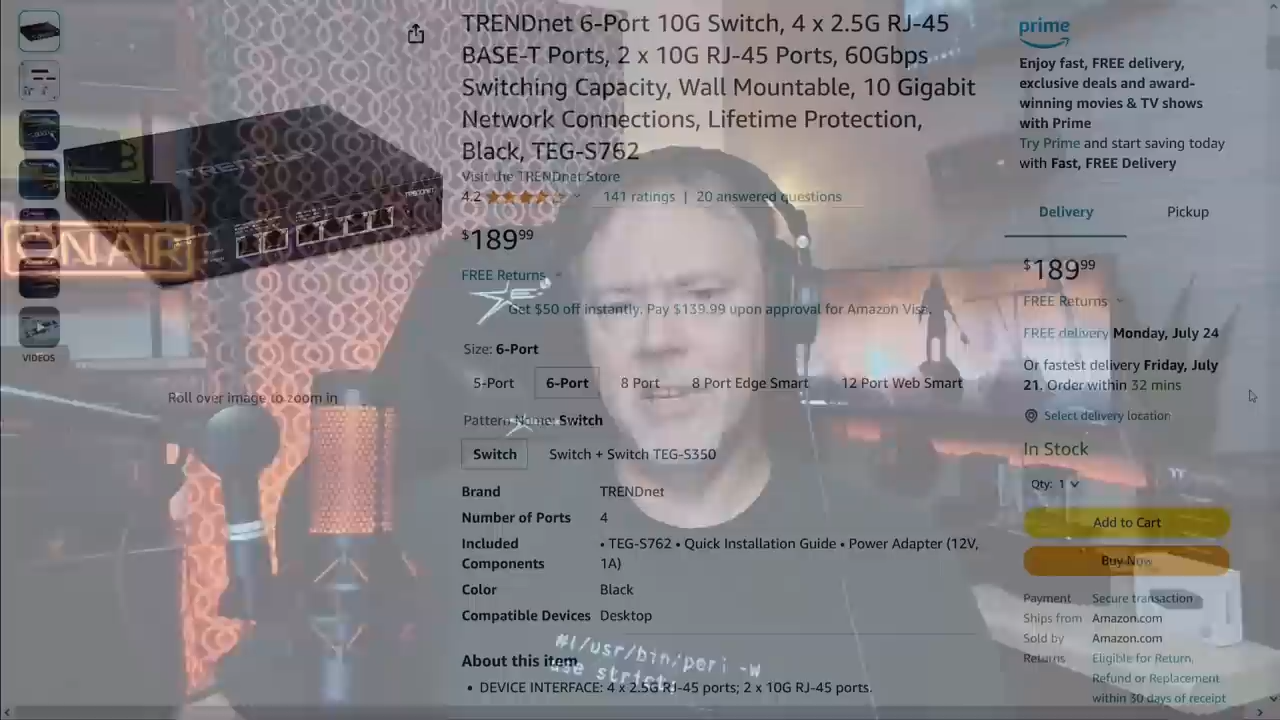 TRENDnet 6-Port 10G Switch, 4 x 2.5G RJ-45
BASE-T Ports, 2 x 10G RJ-45 Ports, 60Gbps
Switching Capacity, Wall Mountable, 10 Gigabit
Network Connections, Lifetime Protection,
Black, TEG-S762
Visit the TRENDnet Store
4.2 141 ratings | 20 answered questions
$189.99
FREE Returns
Get $50 off instantly. Pay $139.99 upon approval for Amazon Visa.
Size: 6-Port
5-Port 6-Port 8 Port 8 Port Edge Smart 12 Port Web Smart
Pattern Name: Switch
Switch Switch + Switch TEG-S350
Brand TRENDnet
Number of Ports 4
Included Components • TEG-S762 • Quick Installation Guide • Power Adapter (12V,
1A)
Color Black
Compatible Devices Desktop
About this item
• DEVICE INTERFACE: 4 x 2.5G RJ-45 ports; 2 x 10G RJ-45 ports.
TRENDnet
TRENDnet
ON AIR
VIDEOS
Roll over image to zoom in
#!/usr/bin/perl -w
use strict;
prime
Enjoy fast, FREE delivery,
exclusive deals and award-
winning movies & TV shows
with Prime
Try Prime and start saving today
with Fast, FREE Delivery
Delivery Pickup
$189.99
FREE Returns
FREE delivery Monday, July 24
Or fastest delivery Friday, July
21. Order within 32 mins
Select delivery location
In Stock
Qty: 1
Add to Cart
Buy Now
Payment Secure transaction
Ships from Amazon.com
Sold by Amazon.com
Returns Eligible for Return,
Refund or Replacement
within 30 days of receipt